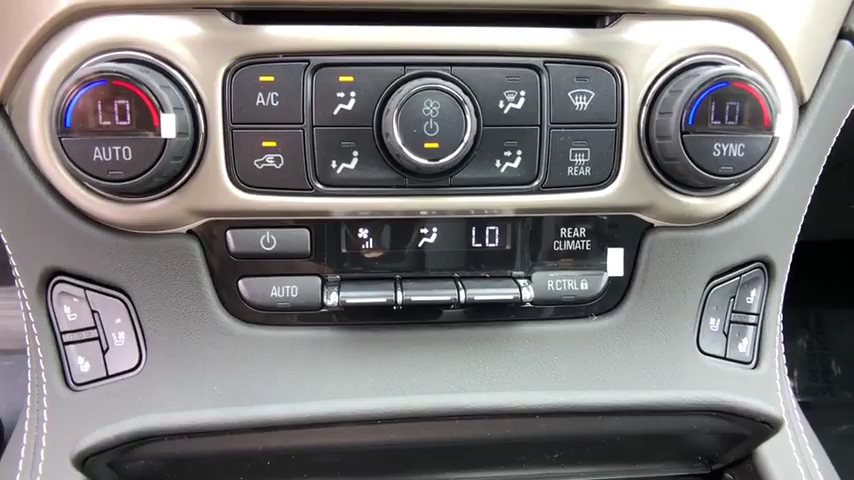 LO
A/C
LO
AUTO
SYNC
REAR
LO
REAR
CLIMATE
AUTO
R CTRL